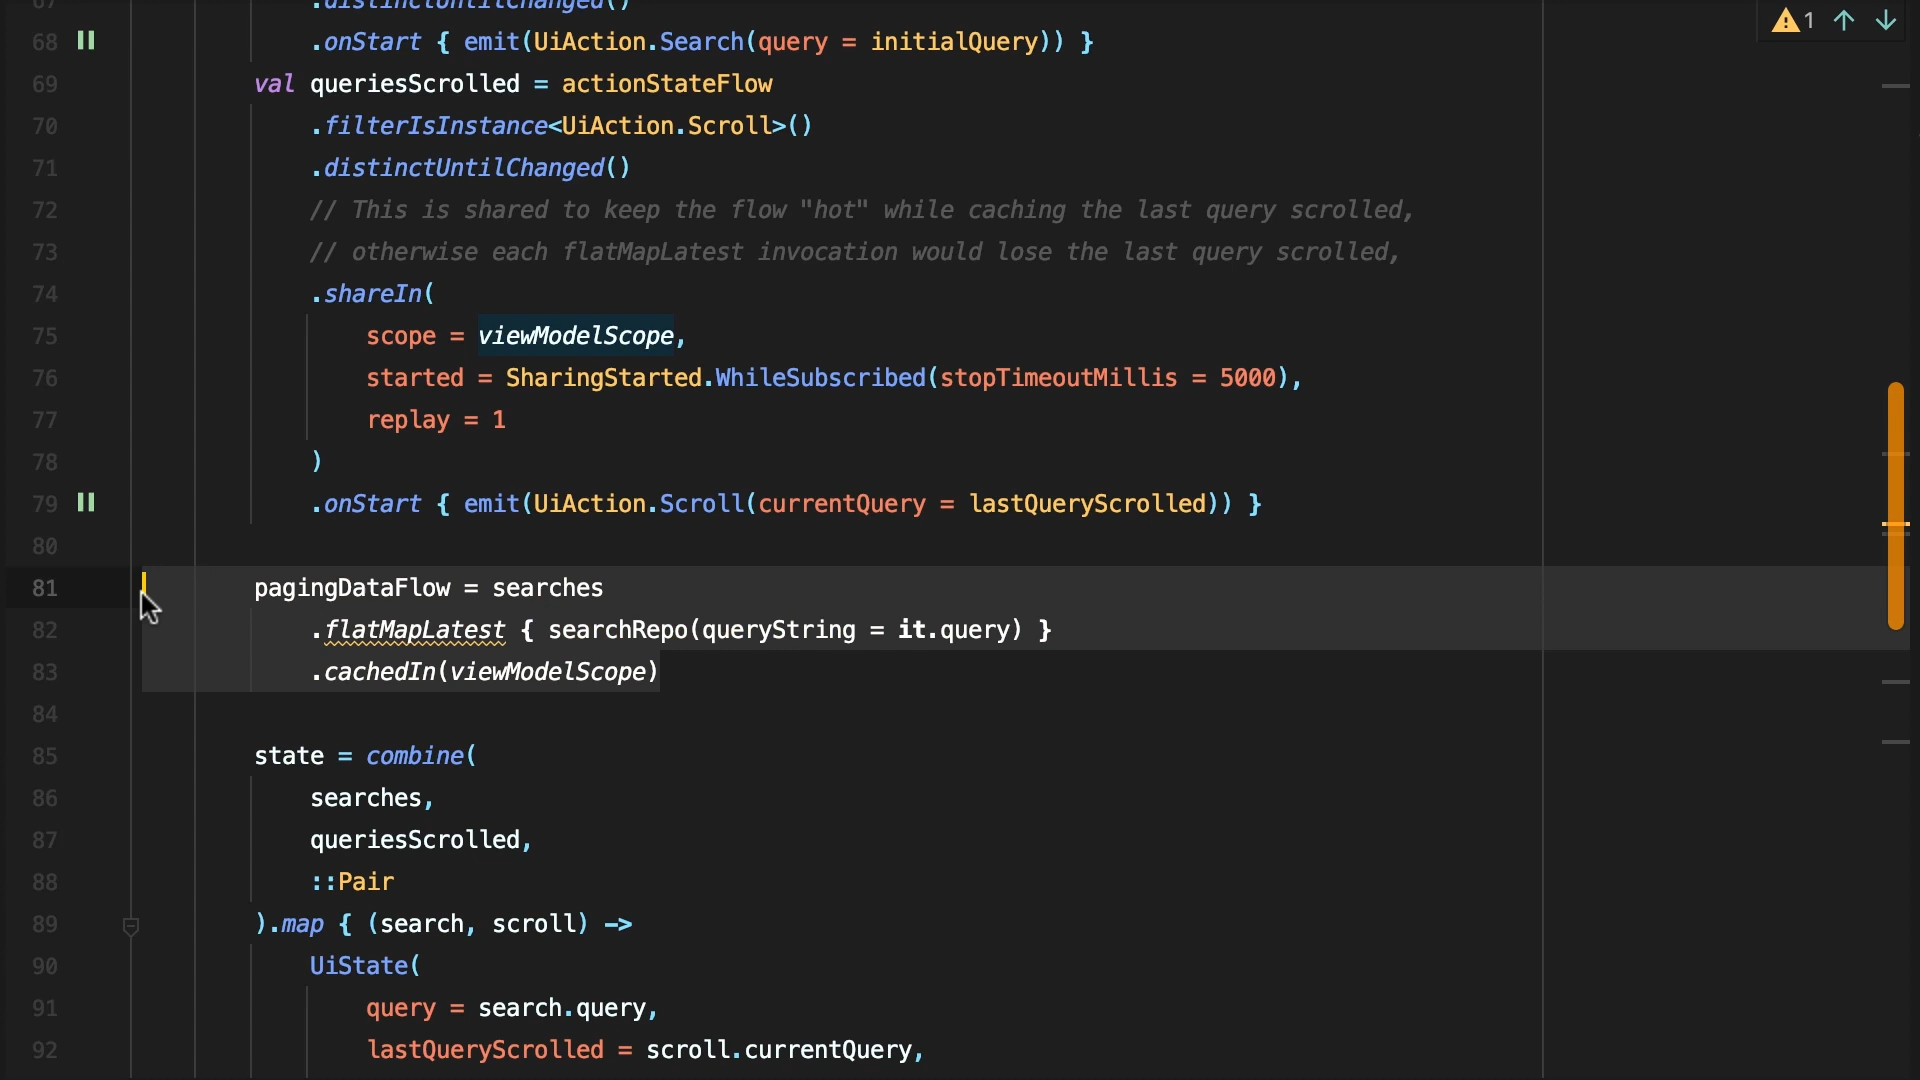 67 .distinctUntilChanged()
68 .onStart { emit(UiAction.Search(query = initialQuery)) }
1
69 val queriesScrolled = actionStateFlow
70 .filterIsInstance<UiAction.Scroll>()
71 .distinctUntilChanged()
72 // This is shared to keep the flow "hot" while caching the last query scrolled,
73 // otherwise each flatMapLatest invocation would lose the last query scrolled,
74 .shareIn(
75 scope = viewModelScope,
76 started = SharingStarted.WhileSubscribed(stopTimeoutMillis = 5000),
77 replay = 1
78 )
79 .onStart { emit(UiAction.Scroll(currentQuery = lastQueryScrolled)) }
80
81 pagingDataFlow = searches
82 .flatMapLatest { searchRepo(queryString = it.query) }
83 .cachedIn(viewModelScope)
84
85 state = combine(
86 searches,
87 queriesScrolled,
88 ::Pair
89 ).map { (search, scroll) ->
90 UiState(
91 query = search.query,
92 lastQueryScrolled = scroll.currentQuery,